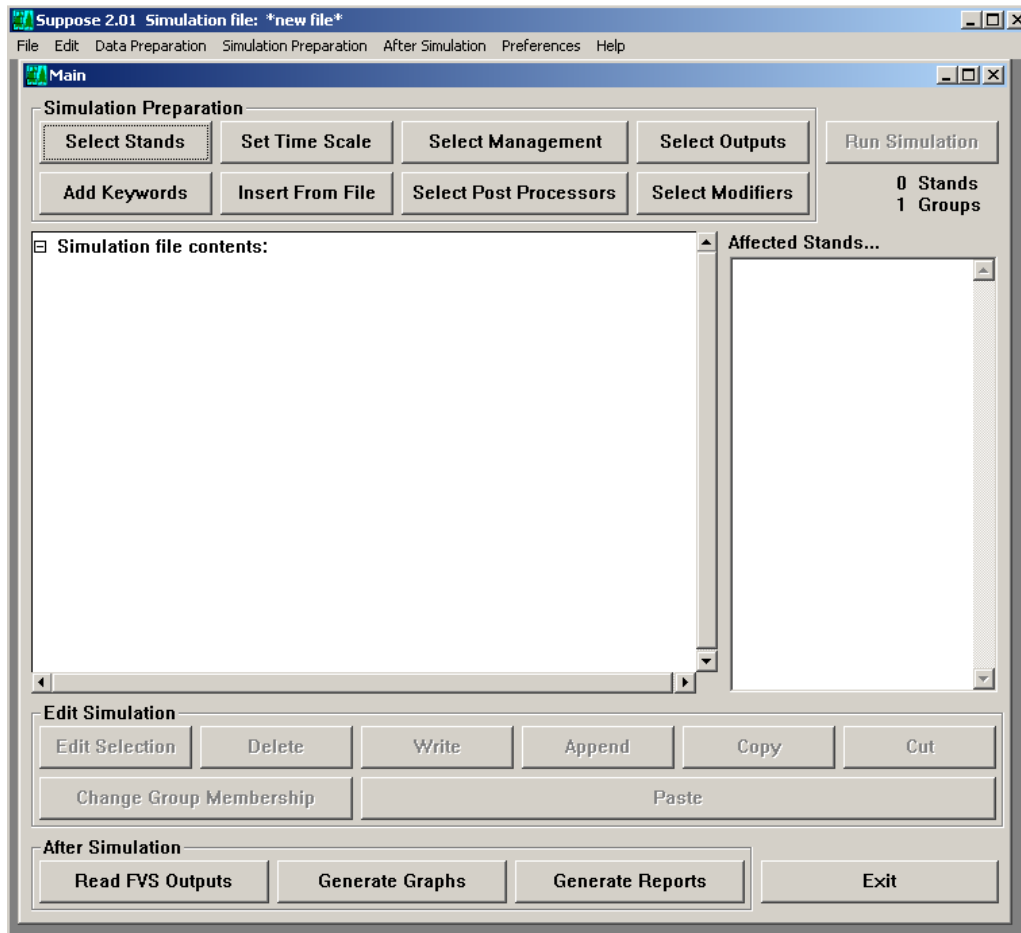 Suppose 2.01 Simulation file: *new file*
File Edit Data Preparation Simulation Preparation After Simulation Preferences Help
Main
Simulation Preparation
Select Stands Set Time Scale Select Management Select Outputs Run Simulation
Add Keywords Insert From File Select Post Processors Select Modifiers
0 Stands
1 Groups
Simulation file contents:
Affected Stands...
Edit Simulation
Edit Selection Delete Write Append Copy Cut
Change Group Membership Paste
After Simulation
Read FVS Outputs Generate Graphs Generate Reports Exit